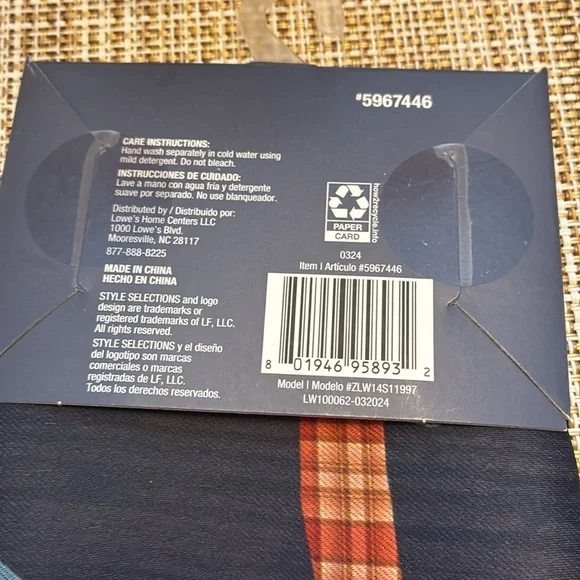 #5967446
CARE INSTRUCTIONS:
Hand wash separately in cold water using
mild detergent. Do not bleach.
INSTRUCCIONES DE CUIDADO:
Lave a mano con agua fría y detergente
suave por separado. No use blanqueador.
Distributed by / Distribuido por:
Lowe's Home Centers LLC
1000 Lowe's Blvd.
Mooresville, NC 28117
877-888-8225
MADE IN CHINA
HECHO EN CHINA
STYLE SELECTIONS and logo
design are trademarks or
registered trademarks of LF, LLC.
All rights reserved.
STYLE SELECTIONS y el diseño
del logotipo son marcas
comerciales o marcas
registradas de LF, LLC.
Todos los derechos reservados.
PAPER
CARD
how2recycle.info
0324
Item | Artículo #5967446
8 01946 95893 2
Model | Modelo #ZLW14S11997
LW100062-032024